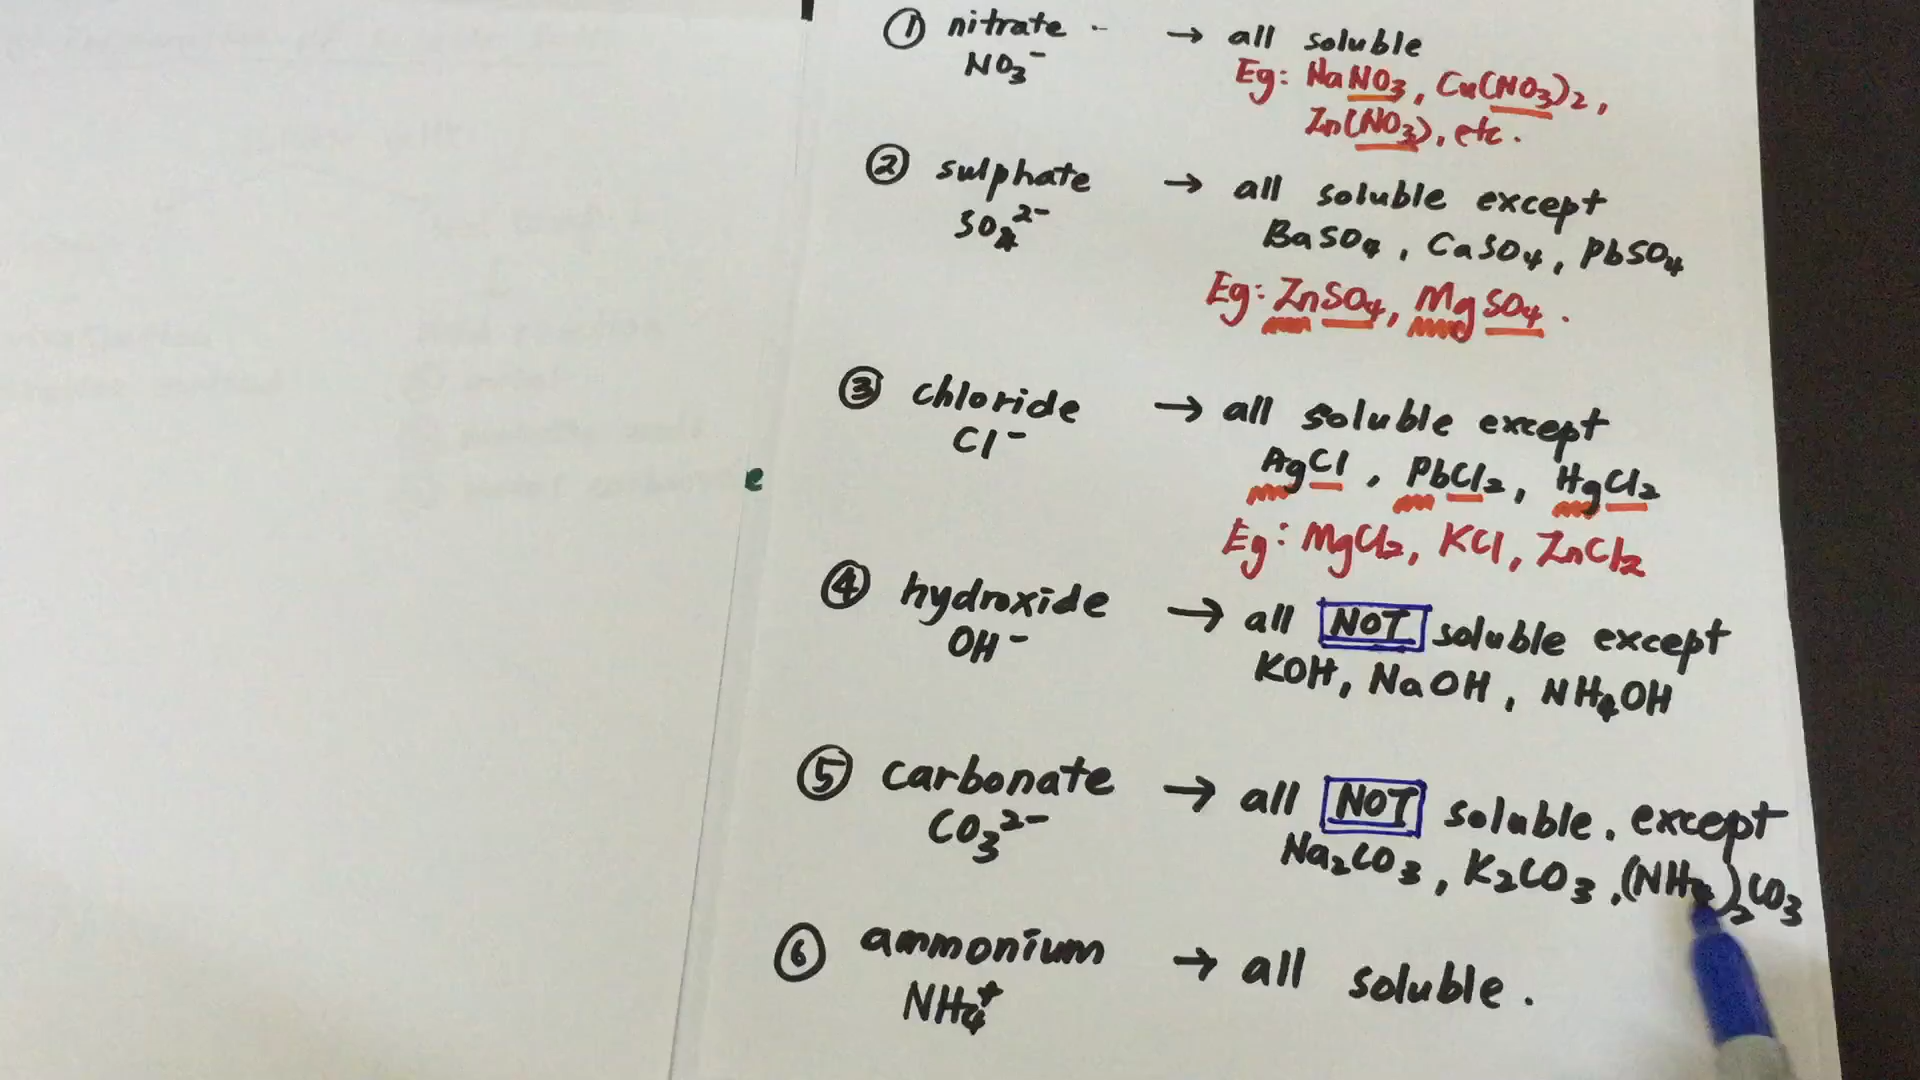 ① nitrate → all soluble
NO₃⁻ Eg: NaNO₃, Cu(NO₃)₂,
Zn(NO₃), etc.
② sulphate → all soluble except
SO₄²⁻ BaSO₄, CaSO₄, PbSO₄
Eg: ZnSO₄, MgSO₄.
③ chloride → all soluble except
Cl⁻ AgCl, PbCl₂, HgCl₂
Eg: MgCl₂, KCl, ZnCl₂
④ hydroxide → all NOT soluble except
OH⁻ KOH, NaOH, NH₄OH
⑤ carbonate → all NOT soluble. except
CO₃²⁻ Na₂CO₃, K₂CO₃, (NH₄)₂CO₃
⑥ ammonium → all soluble.
NH₄⁺
e